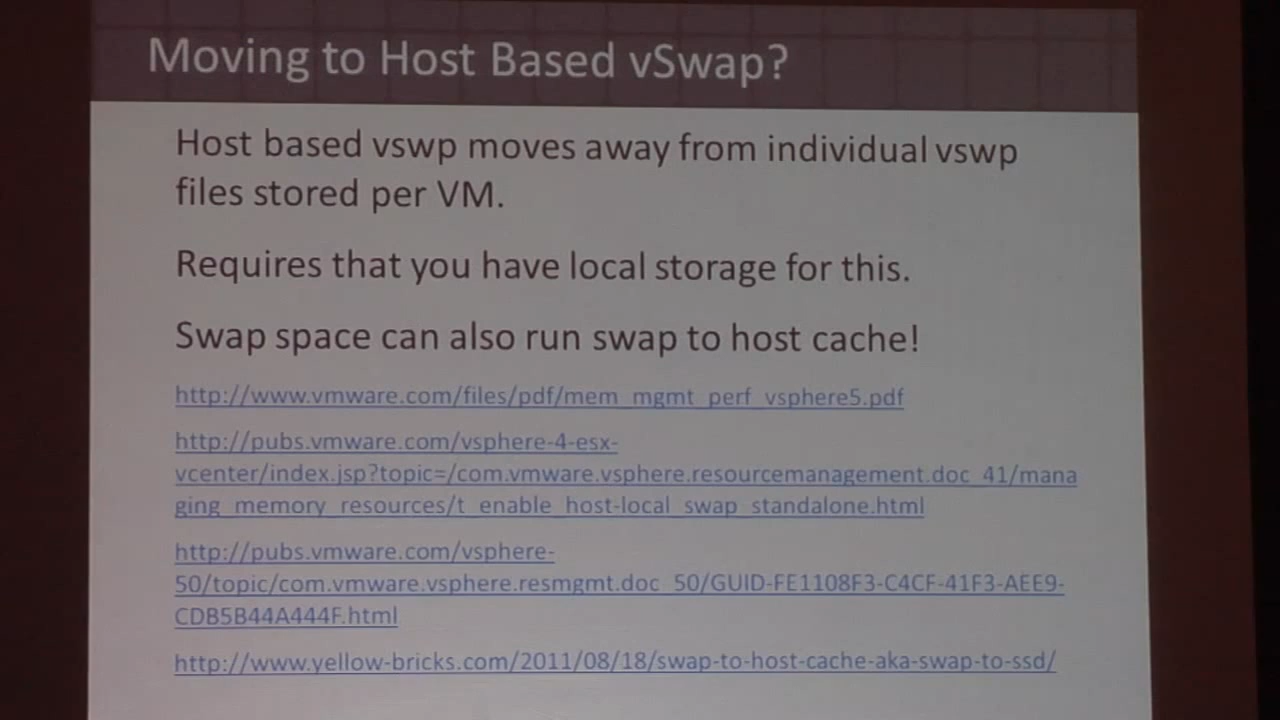 Moving to Host Based vSwap?
Host based vswp moves away from individual vswp
files stored per VM.
Requires that you have local storage for this.
Swap space can also run swap to host cache!
http://www.vmware.com/files/pdf/mem_mgmt_perf_vsphere5.pdf
http://pubs.vmware.com/vsphere-4-esx-
vcenter/index.jsp?topic=/com.vmware.vsphere.resourcemanagement.doc_41/mana
ging_memory_resources/t_enable_host-local_swap_standalone.html
http://pubs.vmware.com/vsphere-
50/topic/com.vmware.vsphere.resmgmt.doc_50/GUID-FE1108F3-C4CF-41F3-AEE9-
CDB5B44A444F.html
http://www.yellow-bricks.com/2011/08/18/swap-to-host-cache-aka-swap-to-ssd/